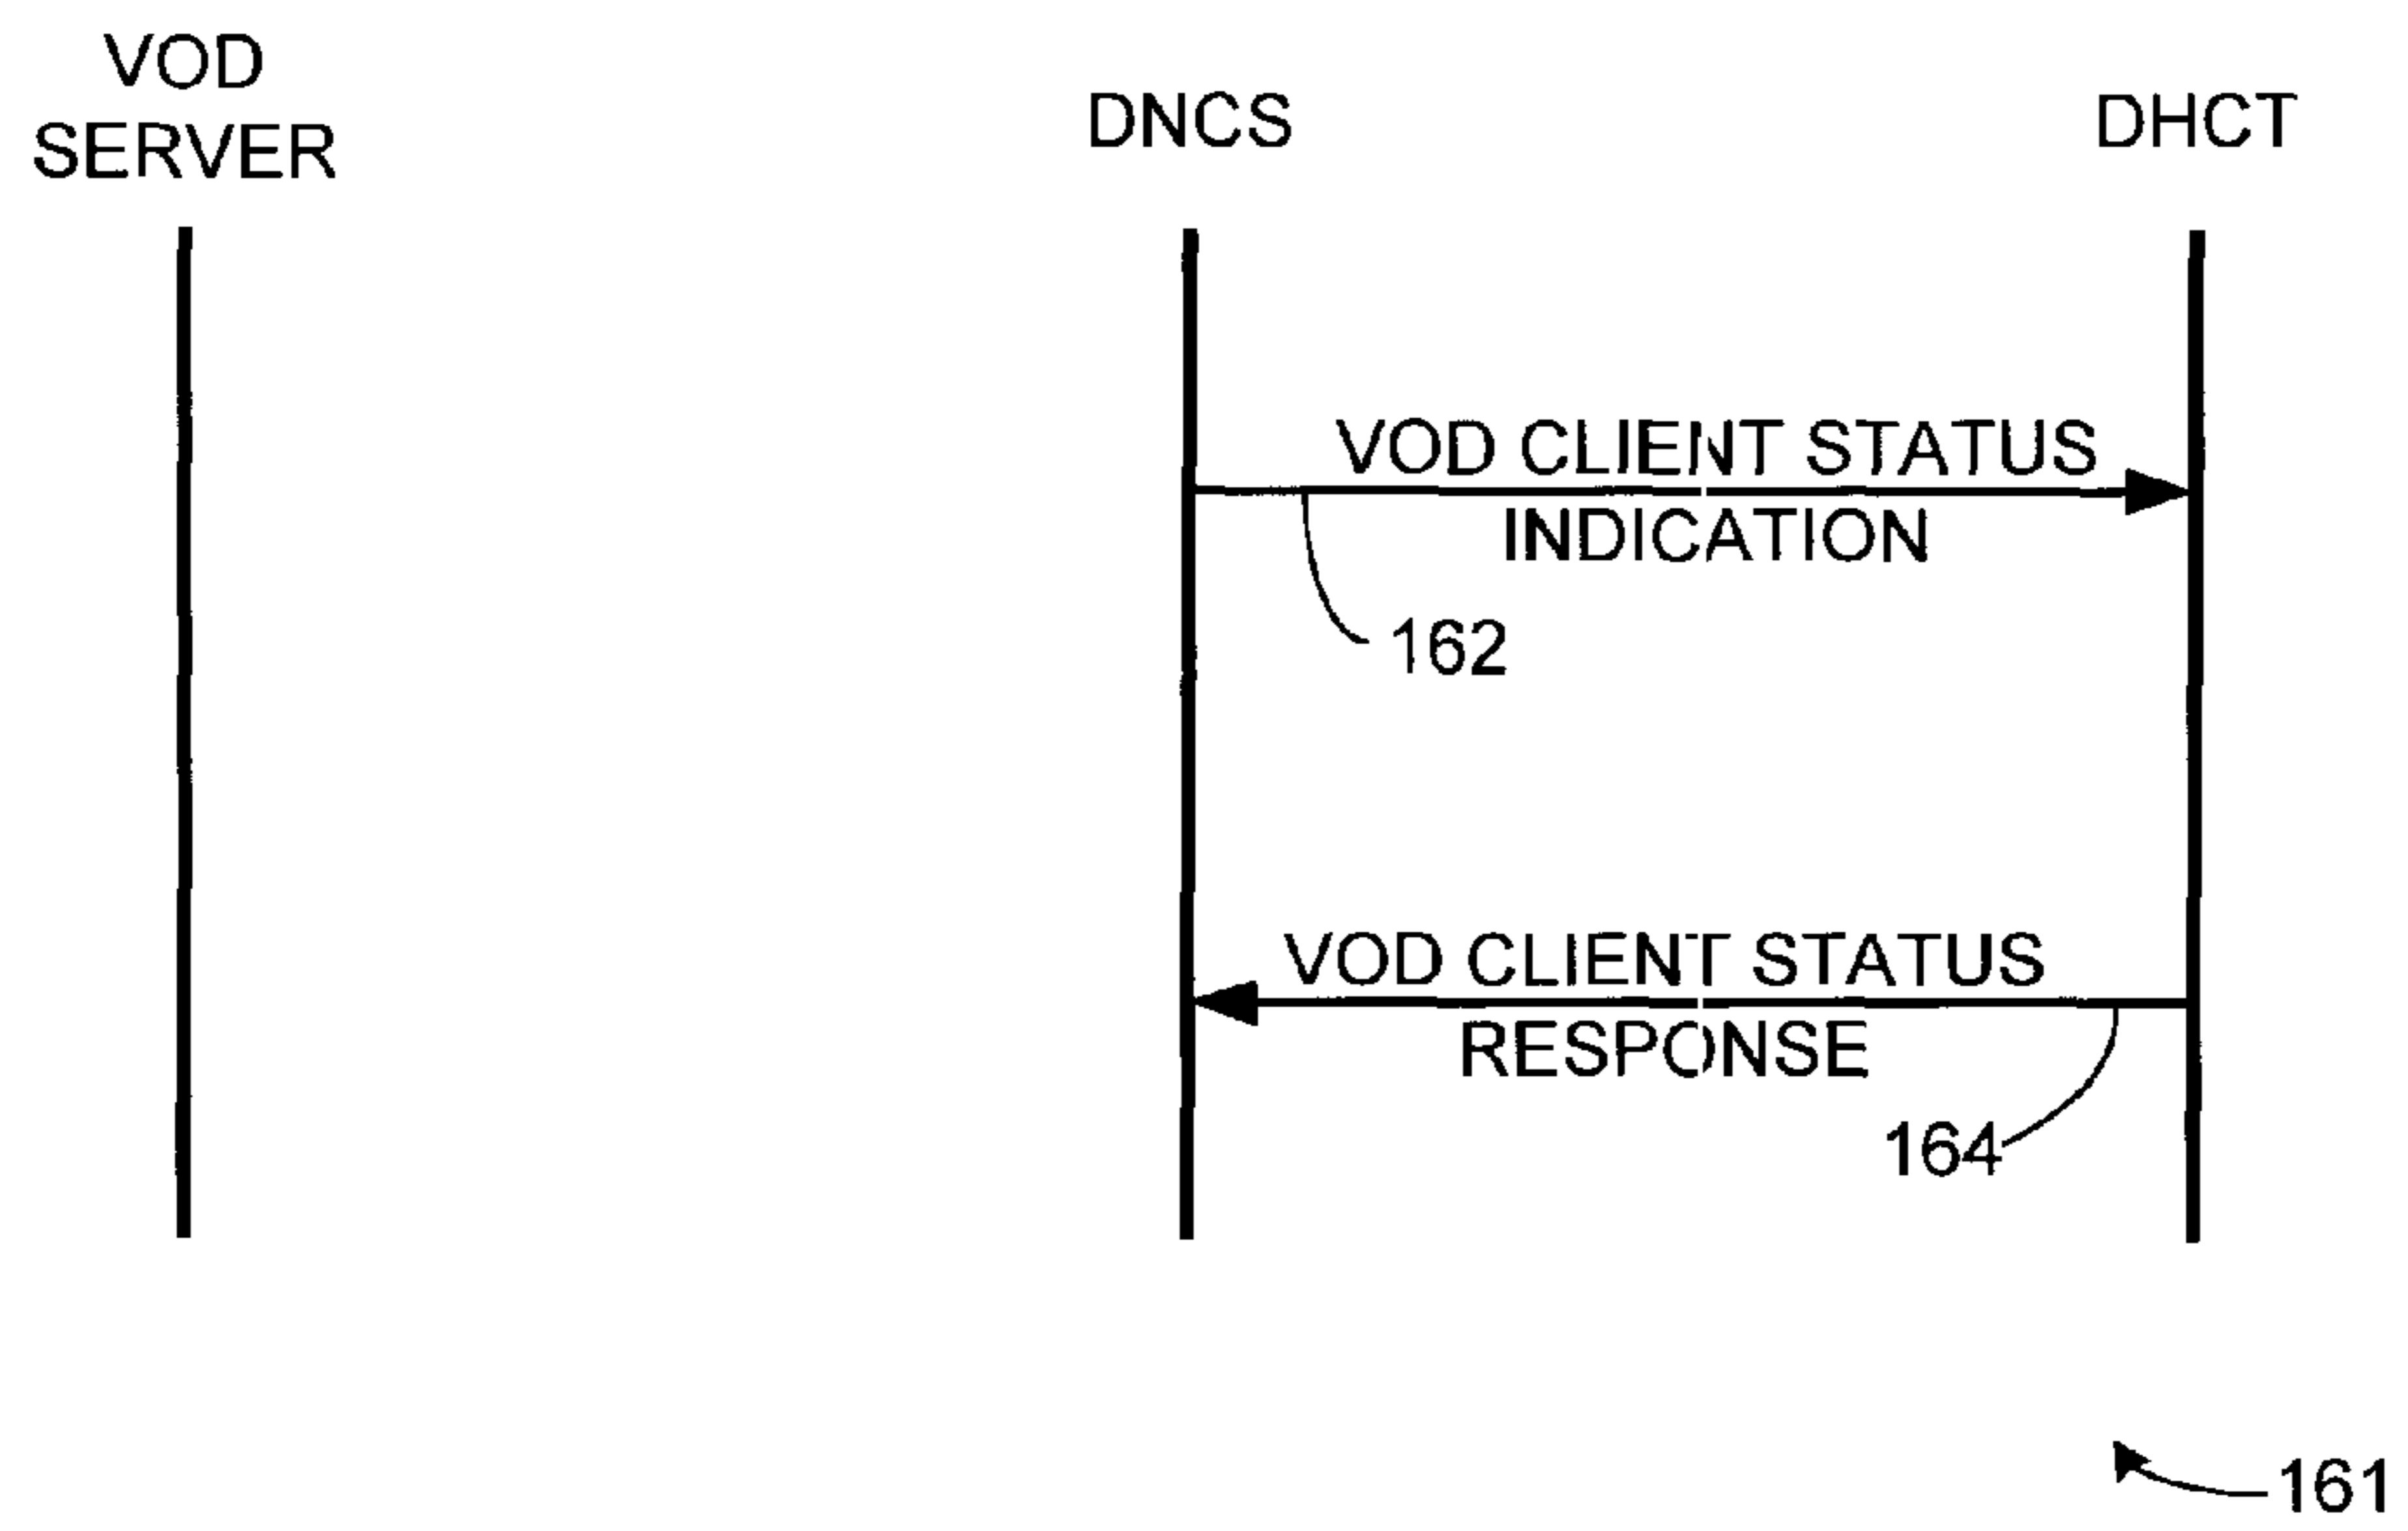 VOD
SERVER
DNCS
DHCT
VOD CLIENT STATUS
INDICATION
162
VOD CLIENT STATUS
RESPONSE
164
161